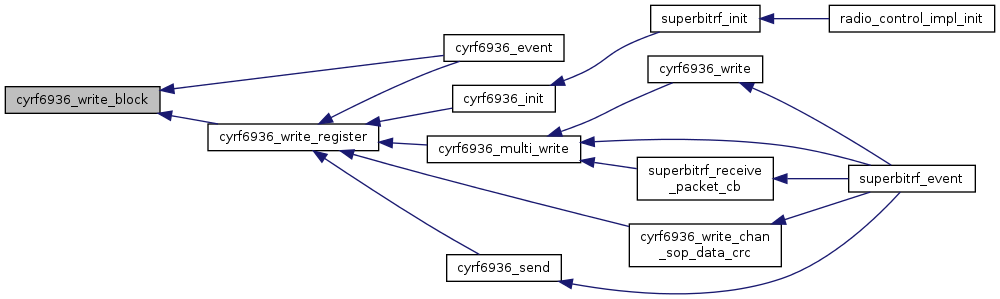 cyrf6936_write_block
cyrf6936_write_register
cyrf6936_event
cyrf6936_init
cyrf6936_multi_write
cyrf6936_send
superbitrf_init
cyrf6936_write
superbitrf_receive
_packet_cb
cyrf6936_write_chan
_sop_data_crc
radio_control_impl_init
superbitrf_event